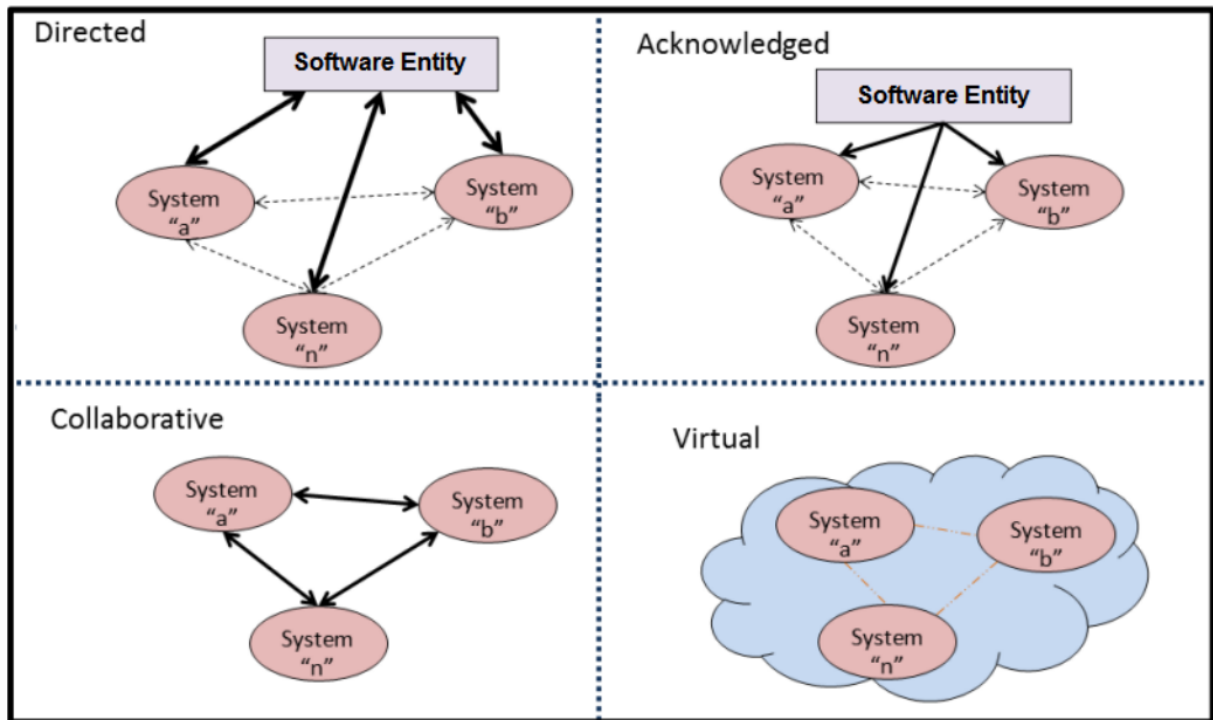 Directed
Software Entity
System
“a”
System
“b”
System
“n”
Acknowledged
Software Entity
System
“a”
System
“b”
System
“n”
Collaborative
System
“a”
System
“b”
System
“n”
Virtual
System
“a”
System
“b”
System
“n”